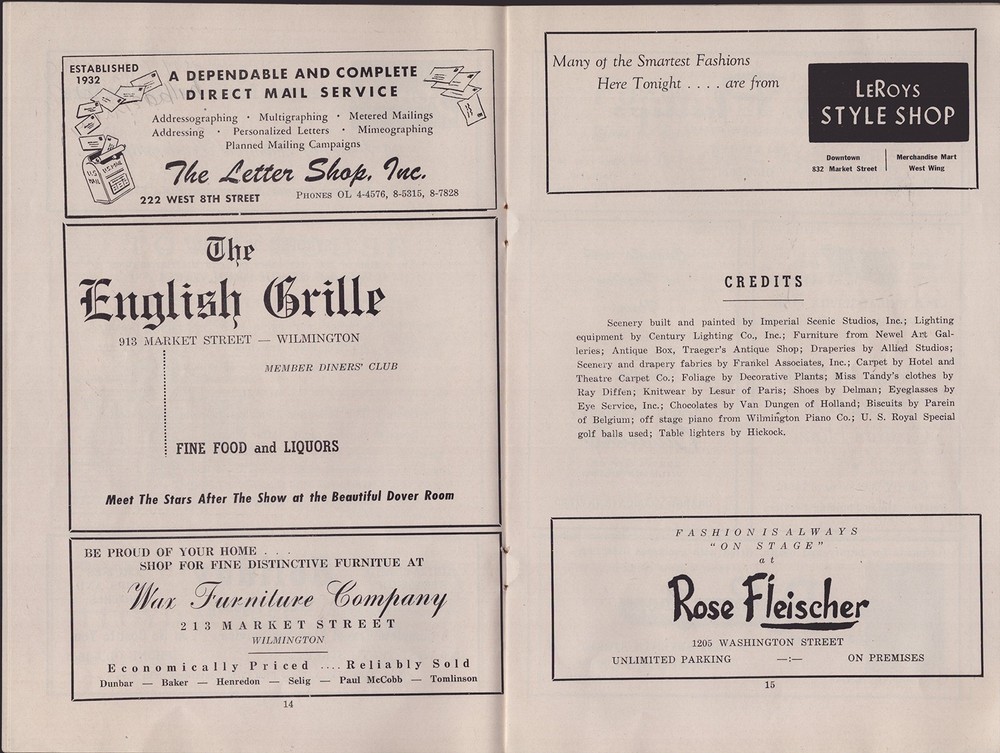 ESTABLISHED
1932
A DEPENDABLE AND COMPLETE
DIRECT MAIL SERVICE
Addressographing · Multigraphing · Metered Mailings
Addressing · Personalized Letters · Mimeographing
Planned Mailing Campaigns
U.S. MAIL
U.S. MAIL
The Letter Shop, Inc.
222 WEST 8TH STREET PHONES OL 4-4576, 8-5315, 8-7828
The
English Grille
913 MARKET STREET — WILMINGTON
MEMBER DINERS' CLUB
FINE FOOD and LIQUORS
Meet The Stars After The Show at the Beautiful Dover Room
BE PROUD OF YOUR HOME . . .
SHOP FOR FINE DISTINCTIVE FURNITUE AT
Wax Furniture Company
213 MARKET STREET
WILMINGTON
Economically Priced .... Reliably Sold
Dunbar — Baker — Henredon — Selig — Paul McCobb — Tomlinson
14
Many of the Smartest Fashions
Here Tonight . . . . are from
LEROYS
STYLE SHOP
Downtown
832 Market Street
Merchandise Mart
West Wing
CREDITS
Scenery built and painted by Imperial Scenic Studios, Inc.; Lighting
equipment by Century Lighting Co., Inc.; Furniture from Newel Art Gal-
leries; Antique Box, Traeger's Antique Shop; Draperies by Allied Studios;
Scenery and drapery fabrics by Frankel Associates, Inc.; Carpet by Hotel and
Theatre Carpet Co.; Foliage by Decorative Plants; Miss Tandy's clothes by
Ray Diffen; Knitwear by Lesur of Paris; Shoes by Delman; Eyeglasses by
Eye Service, Inc.; Chocolates by Van Dungen of Holland; Biscuits by Parein
of Belgium; off stage piano from Wilmington Piano Co.; U. S. Royal Special
golf balls used; Table lighters by Hickock.
FASHION IS ALWAYS
"ON STAGE"
at
Rose Fleischer
1205 WASHINGTON STREET
UNLIMITED PARKING —:— ON PREMISES
15